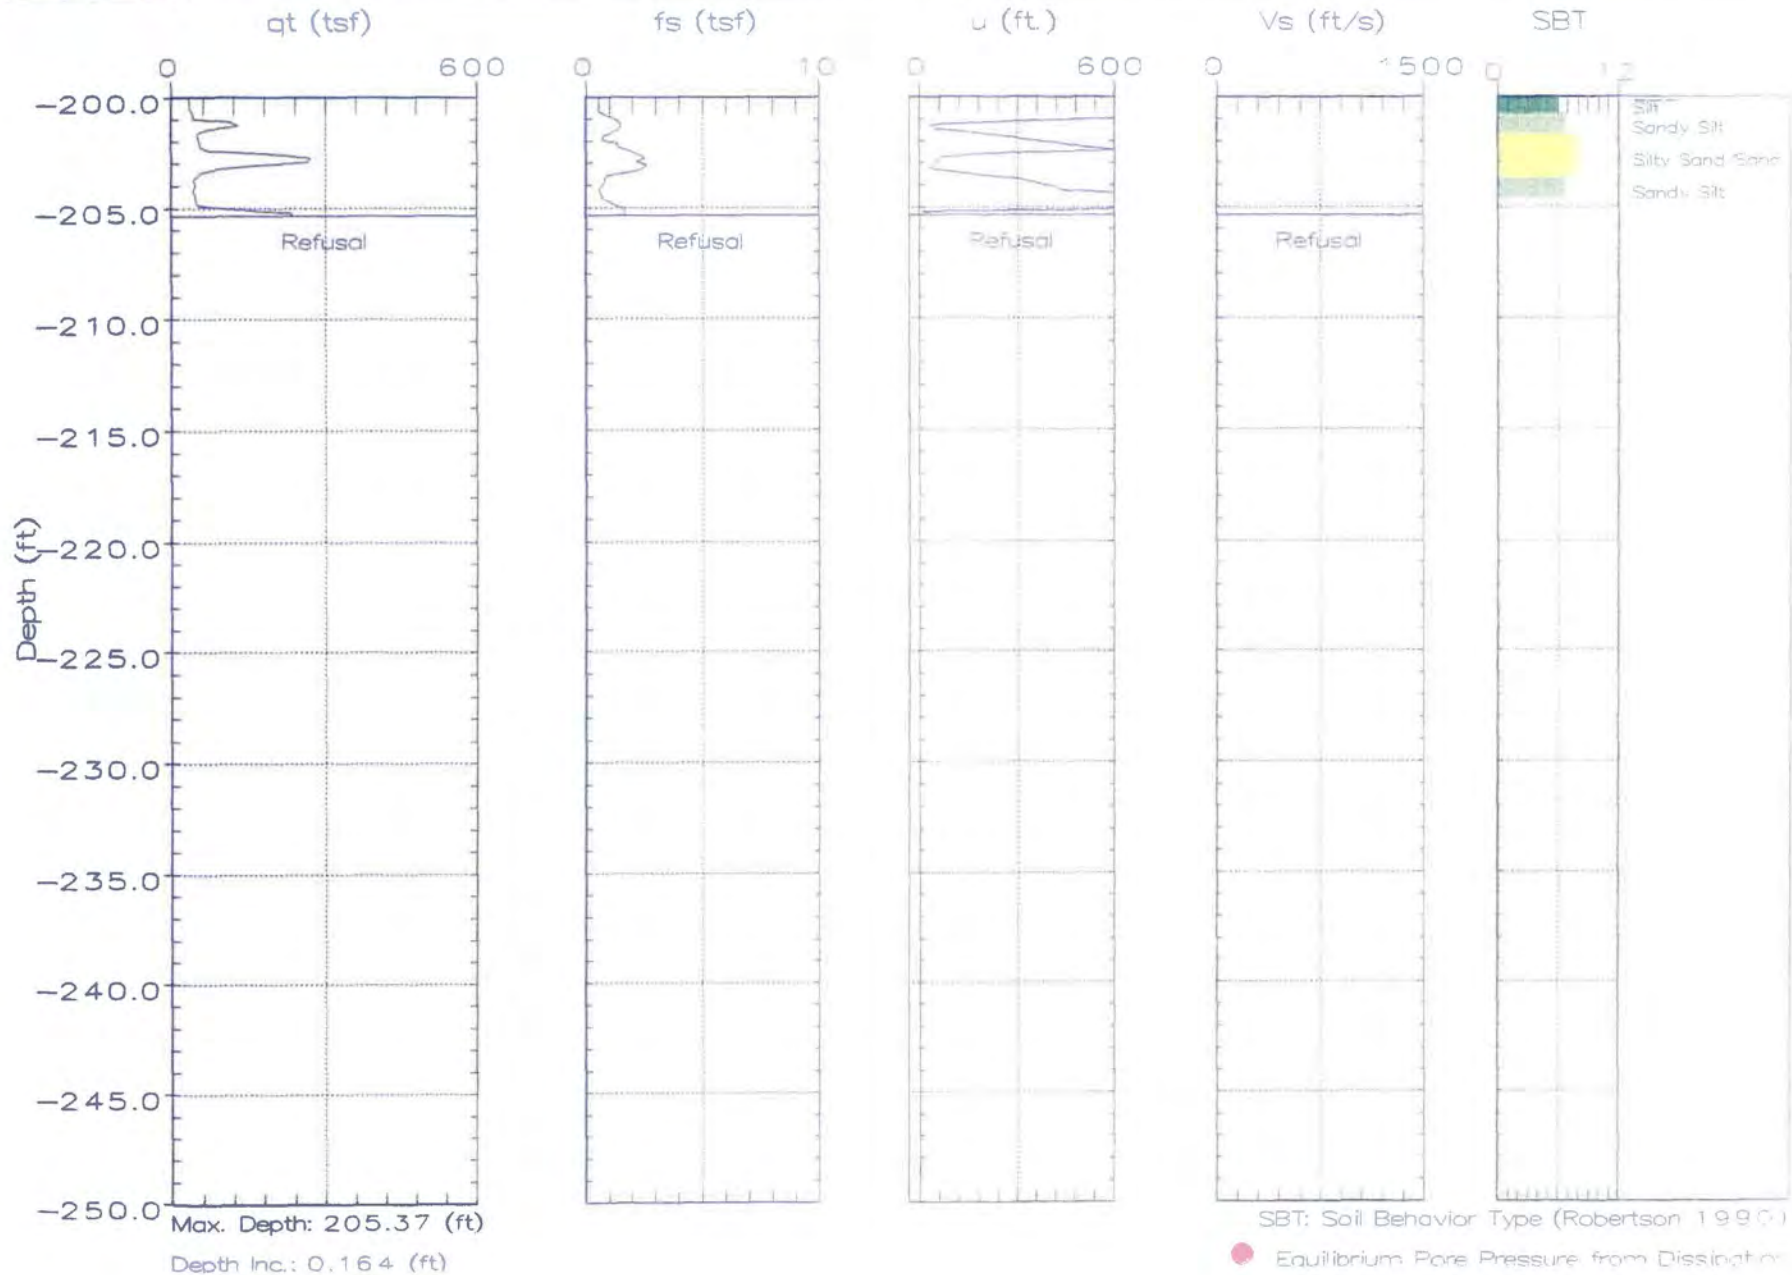 qt (tsf) fs (tsf) u (ft.) Vs (ft/s) SBT
0 600 0 10 0 600 0 1500 0 12
-200.0
Silt
Sandy Silt
Silty Sand/Sand
Sandy Silt
-205.0
Refusal Refusal Refusal Refusal
-210.0
-215.0
-220.0
Depth (ft)
-225.0
-230.0
-235.0
-240.0
-245.0
-250.0
Max. Depth: 205.37 (ft)
Depth Inc.: 0.164 (ft)
SBT: Soil Behavior Type (Robertson
Equilibrium Pore Pressure from